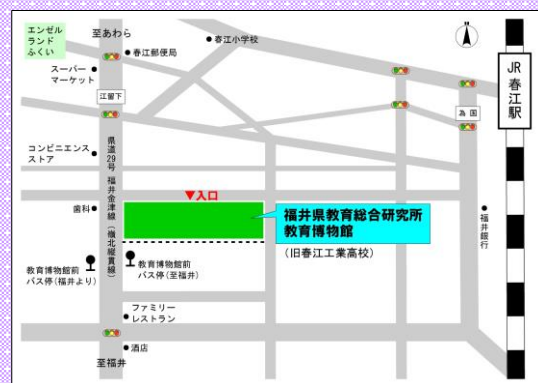 エンゼル
ランド
ふくい
至あわら
春江郵便局
春江小学校
スーパー
マーケット
江留下
JR
春江駅
為国
県道29号 福井金津線(嶺北縦貫線)
コンビニエンス
ストア
▼入口
歯科
福井県教育総合研究所
教育博物館
(旧春江工業高校)
福井銀行
教育博物館前
バス停(福井より)
教育博物館前
バス停(至福井)
ファミリー
レストラン
酒店
至福井